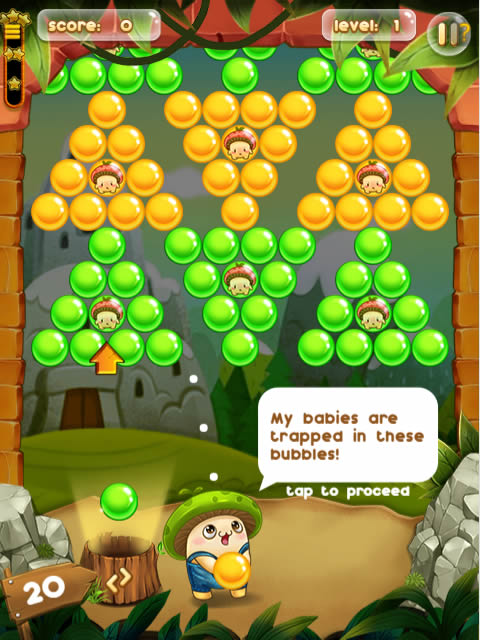 score: 0
level: 1
?
My babies are
trapped in these
bubbles!
tap to proceed
20